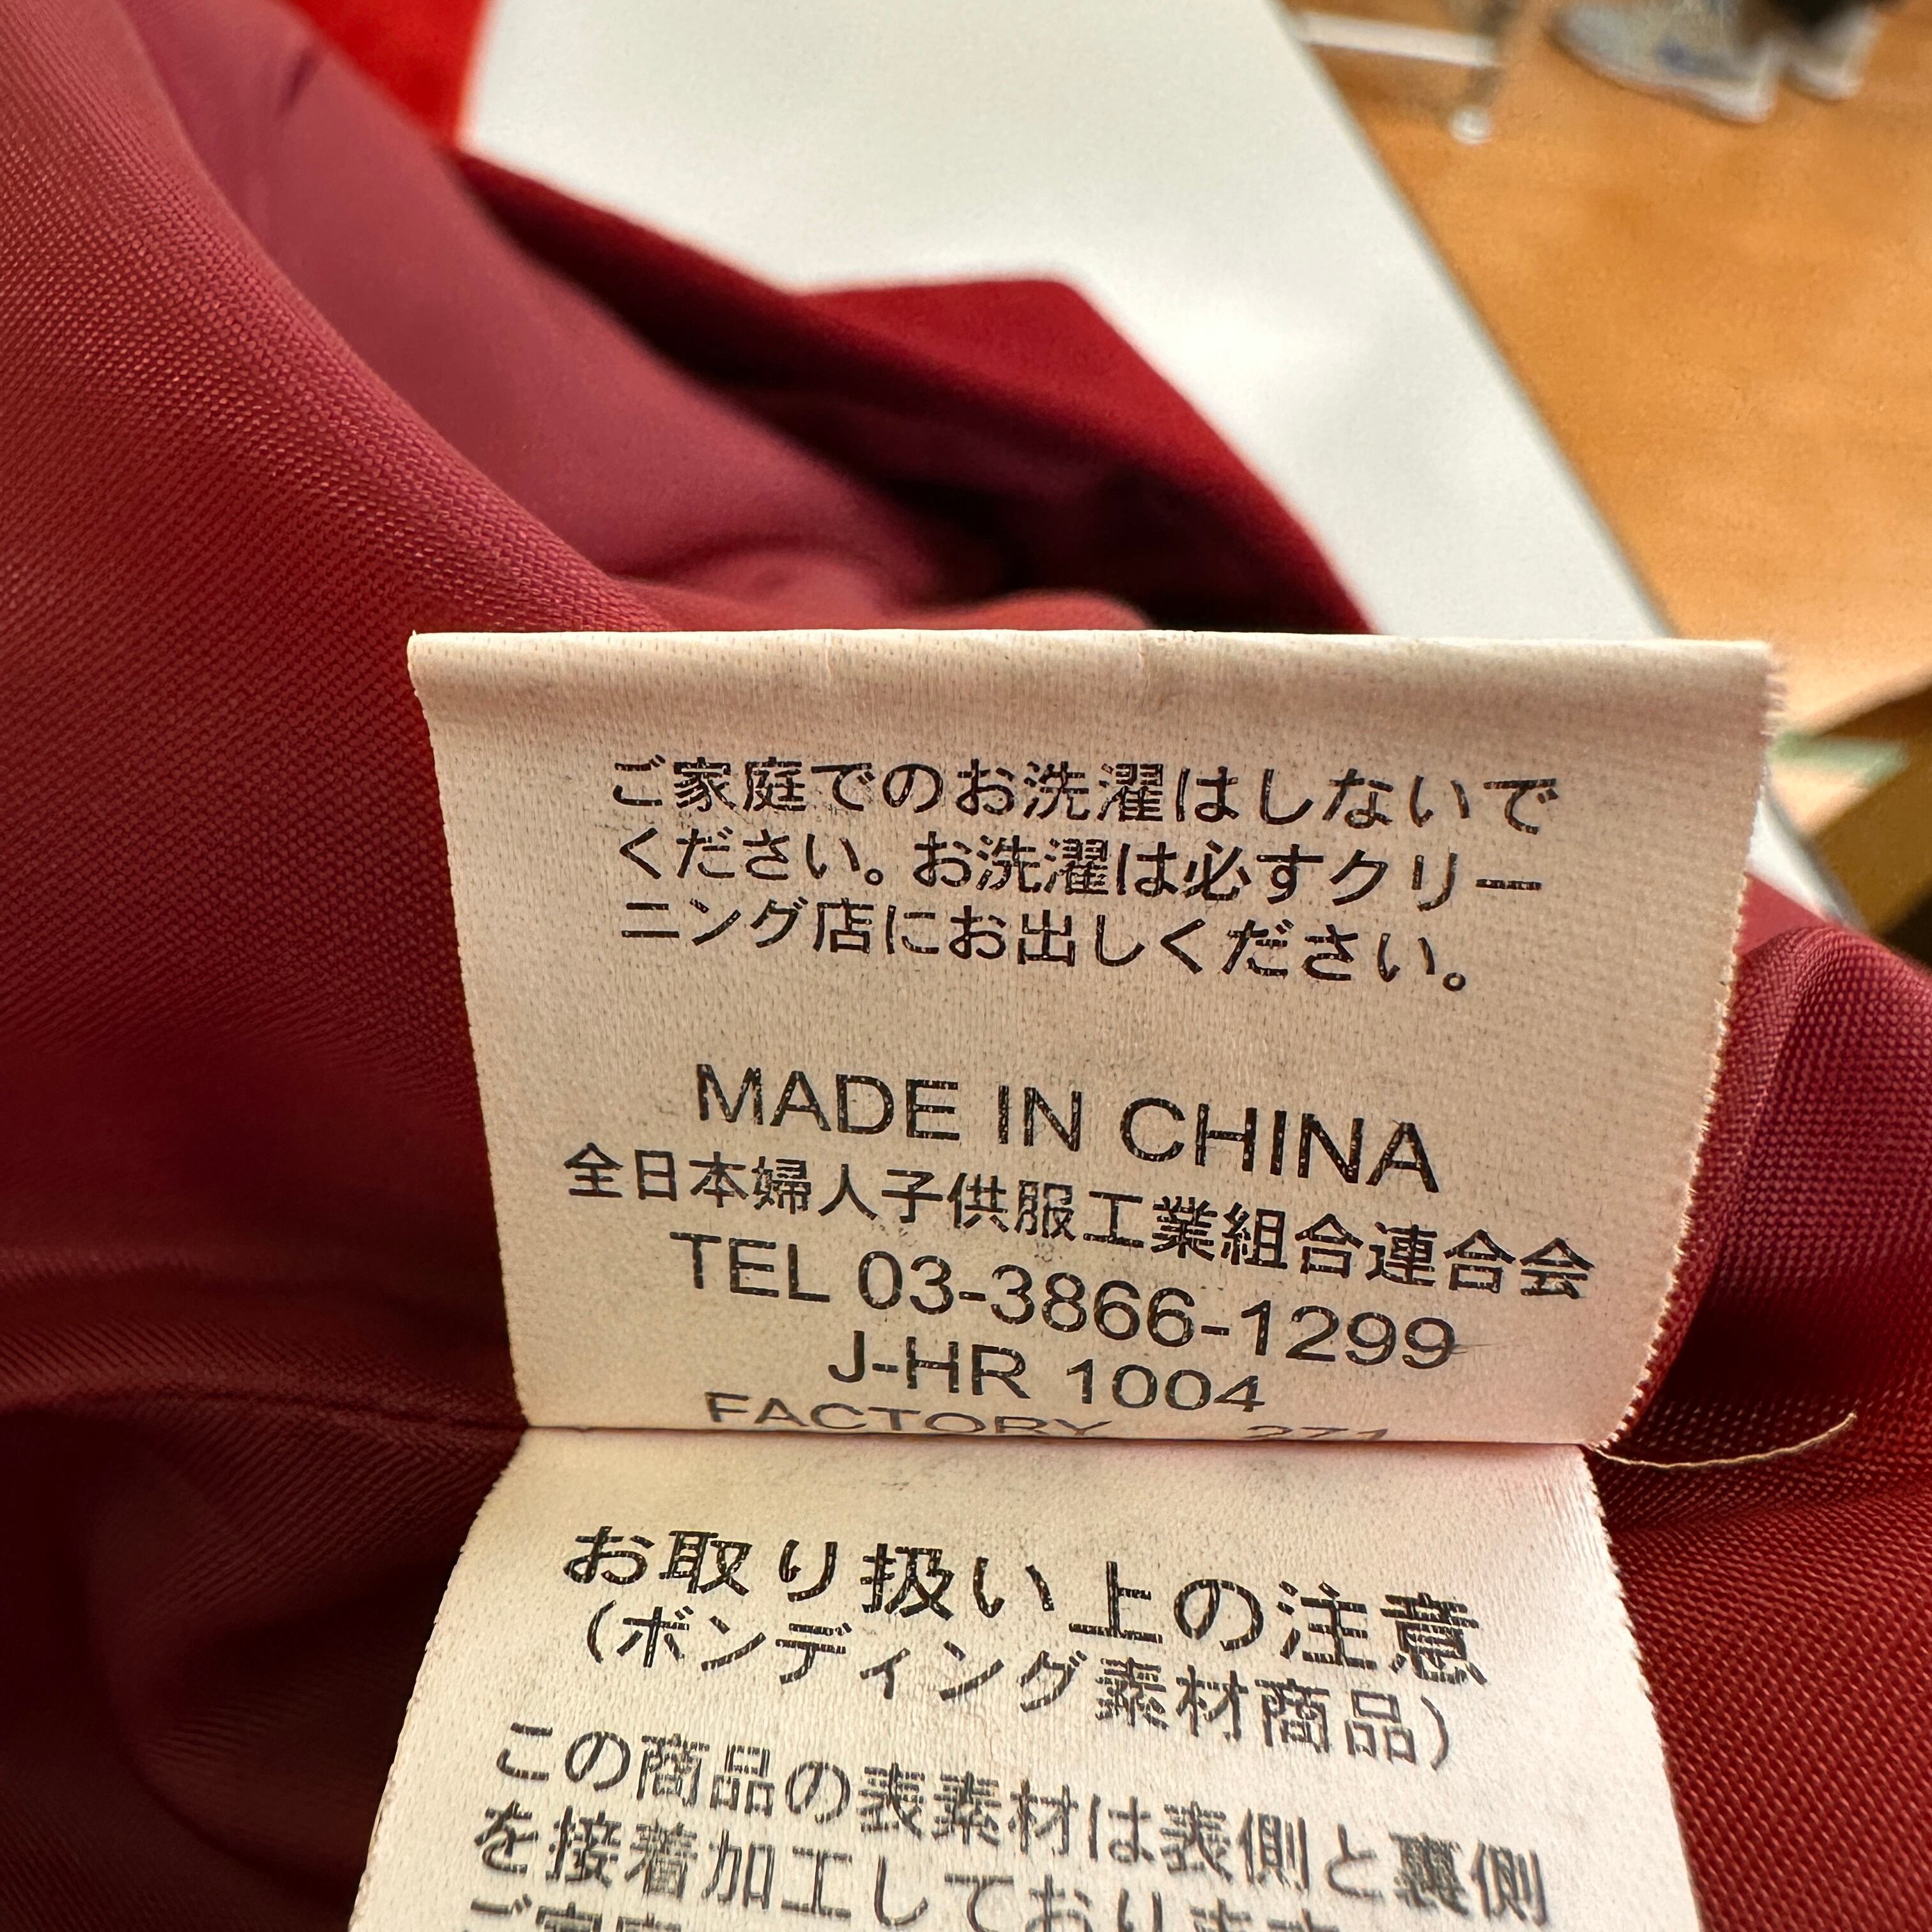 ご家庭でのお洗濯はしないで
ください。お洗濯は必すクリー
ニング店にお出しください。
MADE IN CHINA
全日本婦人子供服工業組合連合会
TEL 03-3866-1299
J-HR 1004
FACTORY 271
お取り扱い上の注意
(ボンディング素材商品)
この商品の表素材は表側と裏側
を接着加工しております